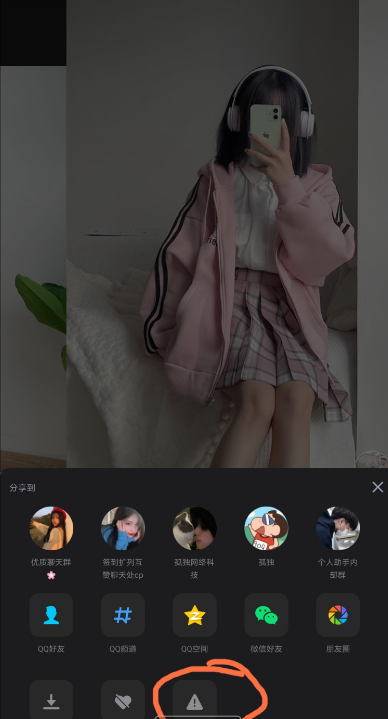 分享到
优质聊天群
🌸
签到扩列互
赞聊天处cp
孤独网络科
技
孤独
个人助手内
部群
QQ好友
QQ频道
QQ空间
微信好友
朋友圈